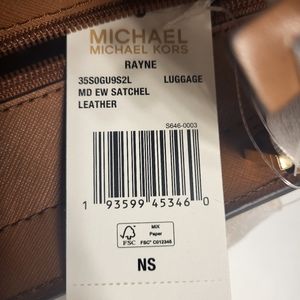 MICHAEL
MICHAEL KORS
RAYNE
35S0GU9S2L LUGGAGE
MD EW SATCHEL
LEATHER
S646-0003
1 93599 45346 0
FSC
MIX
Paper
FSC® C012345
NS